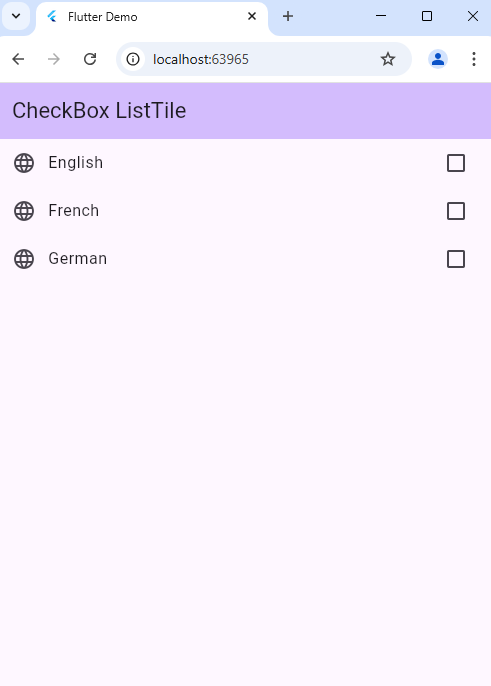 Flutter Demo
localhost:63965
CheckBox ListTile
English
French
German